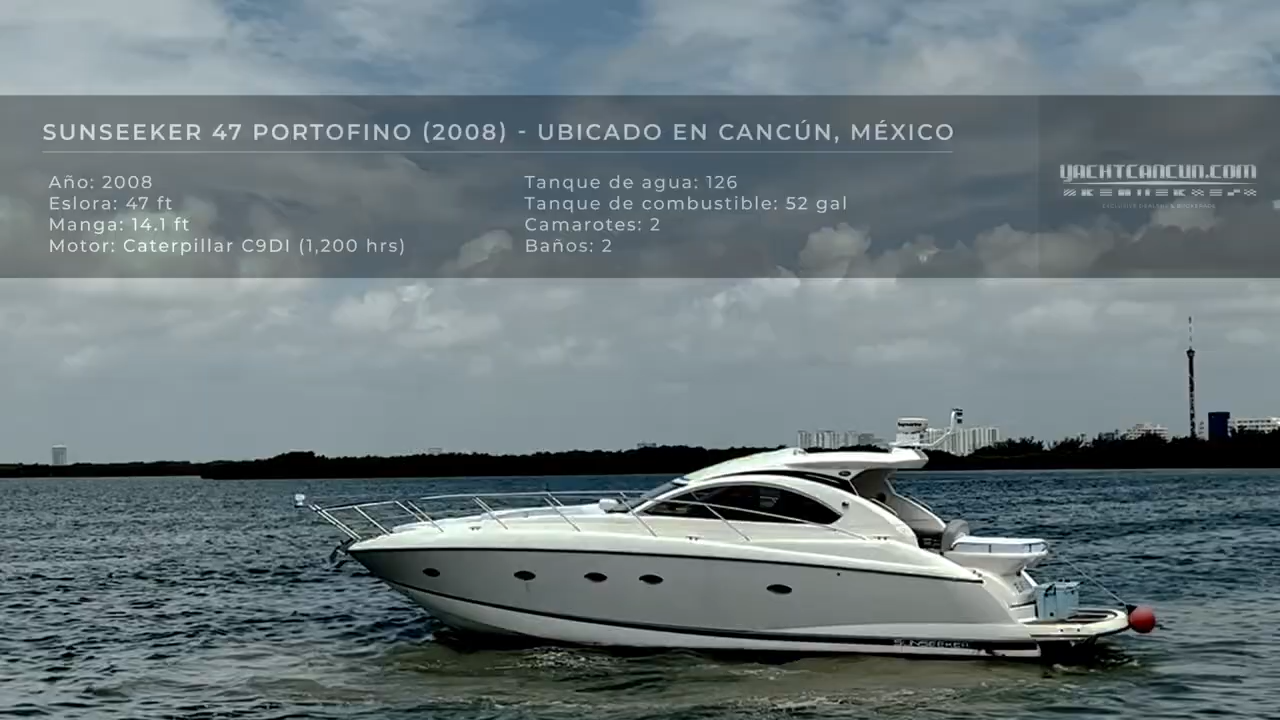 SUNSEEKER 47 PORTOFINO (2008) - UBICADO EN CANCÚN, MÉXICO
Año: 2008
Eslora: 47 ft
Manga: 14.1 ft
Motor: Caterpillar C9DI (1,200 hrs)
Tanque de agua: 126
Tanque de combustible: 52 gal
Camarotes: 2
Baños: 2
YACHTCANCUN.COM
SUNSEEKER